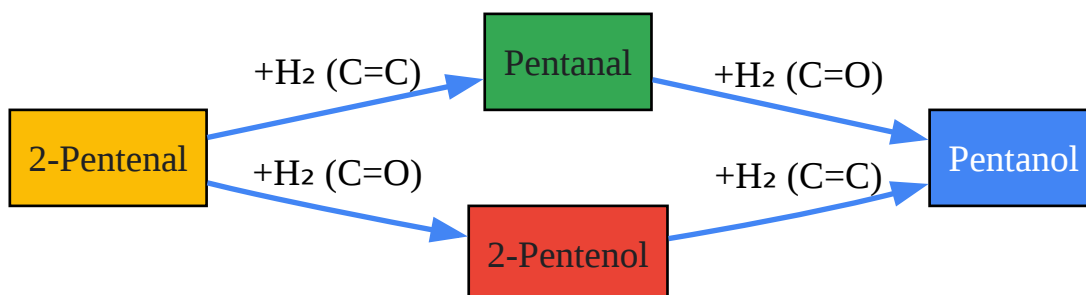 Pentanal
+H₂ (C=C)
+H₂ (C=O)
2-Pentenal
Pentanol
+H₂ (C=O)
+H₂ (C=C)
2-Pentenol